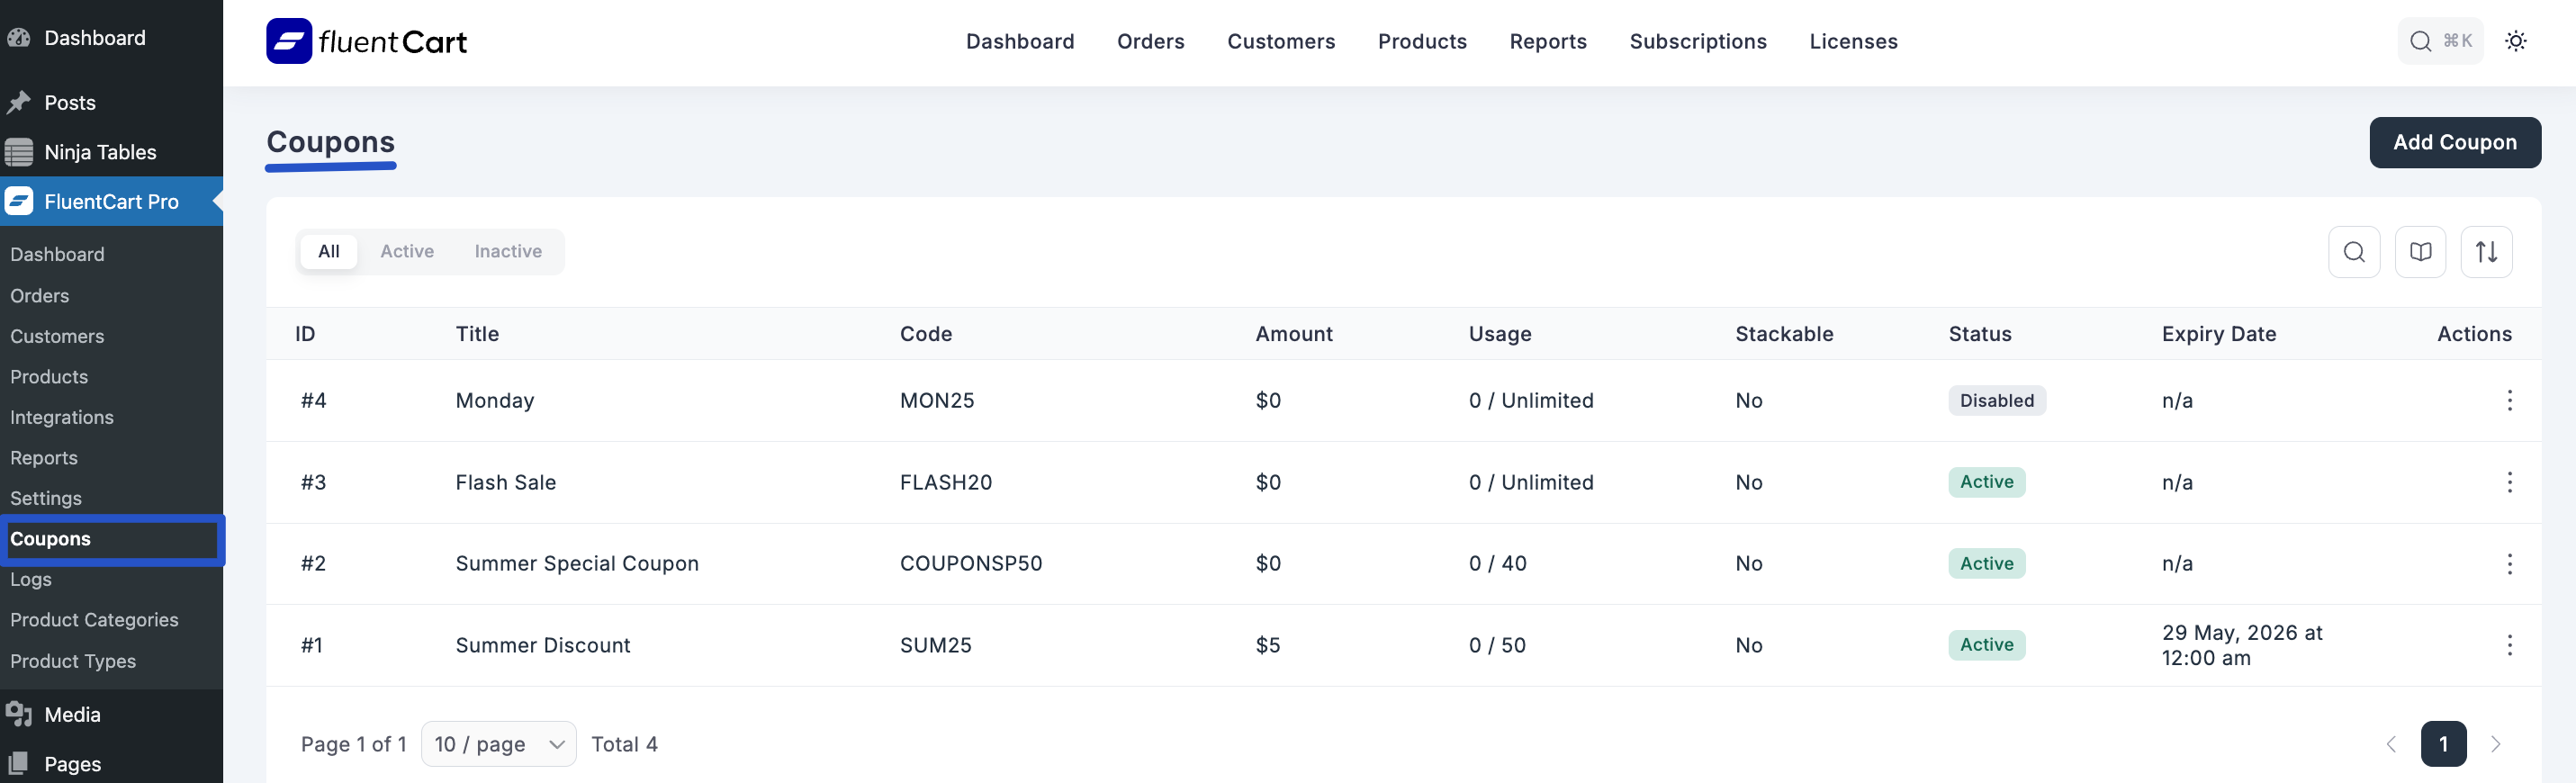 Dashboard
Posts
Ninja Tables
FluentCart Pro
Dashboard
Orders
Customers
Products
Integrations
Reports
Settings
Coupons
Logs
Product Categories
Product Types
Media
Pages
fluentCart
Dashboard Orders Customers Products Reports Subscriptions Licenses
⌘K
Coupons
Add Coupon
All Active Inactive
ID Title Code Amount Usage Stackable Status Expiry Date Actions
#4 Monday MON25 $0 0 / Unlimited No Disabled n/a
#3 Flash Sale FLASH20 $0 0 / Unlimited No Active n/a
#2 Summer Special Coupon COUPONSP50 $0 0 / 40 No Active n/a
#1 Summer Discount SUM25 $5 0 / 50 No Active 29 May, 2026 at
12:00 am
Page 1 of 1 10 / page Total 4 1